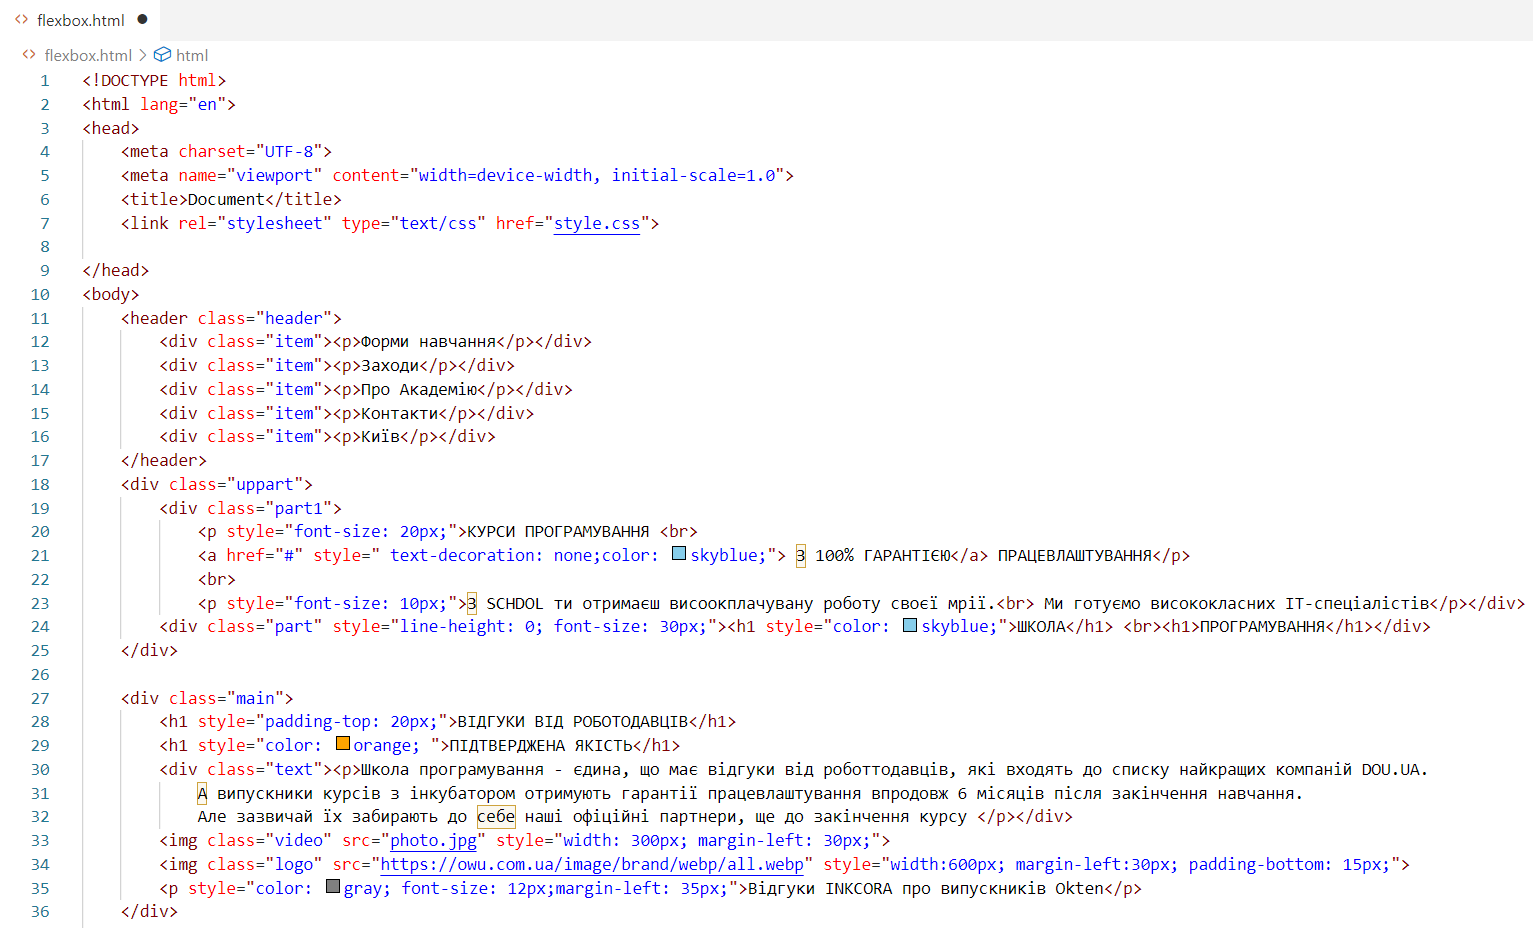 flexbox.html
flexbox.html > html
1 <!DOCTYPE html>
2 <html lang="en">
3 <head>
4 <meta charset="UTF-8">
5 <meta name="viewport" content="width=device-width, initial-scale=1.0">
6 <title>Document</title>
7 <link rel="stylesheet" type="text/css" href="style.css">
8
9 </head>
10 <body>
11 <header class="header">
12 <div class="item"><p>Форми навчання</p></div>
13 <div class="item"><p>Заходи</p></div>
14 <div class="item"><p>Про Академію</p></div>
15 <div class="item"><p>Контакти</p></div>
16 <div class="item"><p>Київ</p></div>
17 </header>
18 <div class="uppart">
19 <div class="part1">
20 <p style="font-size: 20px;">КУРСИ ПРОГРАМУВАННЯ <br>
21 <a href="#" style=" text-decoration: none;color: skyblue;"> З 100% ГАРАНТІЄЮ</a> ПРАЦЕВЛАШТУВАННЯ</p>
22 <br>
23 <p style="font-size: 10px;">З SCHDOL ти отримаєш висоокплачувану роботу своєї мрії.<br> Ми готуємо висококласних ІТ-спеціалістів</p></div>
24 <div class="part" style="line-height: 0; font-size: 30px;"><h1 style="color: skyblue;">ШКОЛА</h1> <br><h1>ПРОГРАМУВАННЯ</h1></div>
25 </div>
26
27 <div class="main">
28 <h1 style="padding-top: 20px;">ВІДГУКИ ВІД РОБОТОДАВЦІВ</h1>
29 <h1 style="color: orange; ">ПІДТВЕРДЖЕНА ЯКІСТЬ</h1>
30 <div class="text"><p>Школа програмування - єдина, що має відгуки від роботтодавців, які входять до списку найкращих компаній DOU.UA.
31 А випускники курсів з інкубатором отримують гарантії працевлаштування впродовж 6 місяців після закінчення навчання.
32 Але зазвичай їх забирають до себе наші офіційні партнери, ще до закінчення курсу </p></div>
33 <img class="video" src="photo.jpg" style="width: 300px; margin-left: 30px;">
34 <img class="logo" src="https://owu.com.ua/image/brand/webp/all.webp" style="width:600px; margin-left:30px; padding-bottom: 15px;">
35 <p style="color: gray; font-size: 12px;margin-left: 35px;">Відгуки INKCORA про випускників Okten</p>
36 </div>